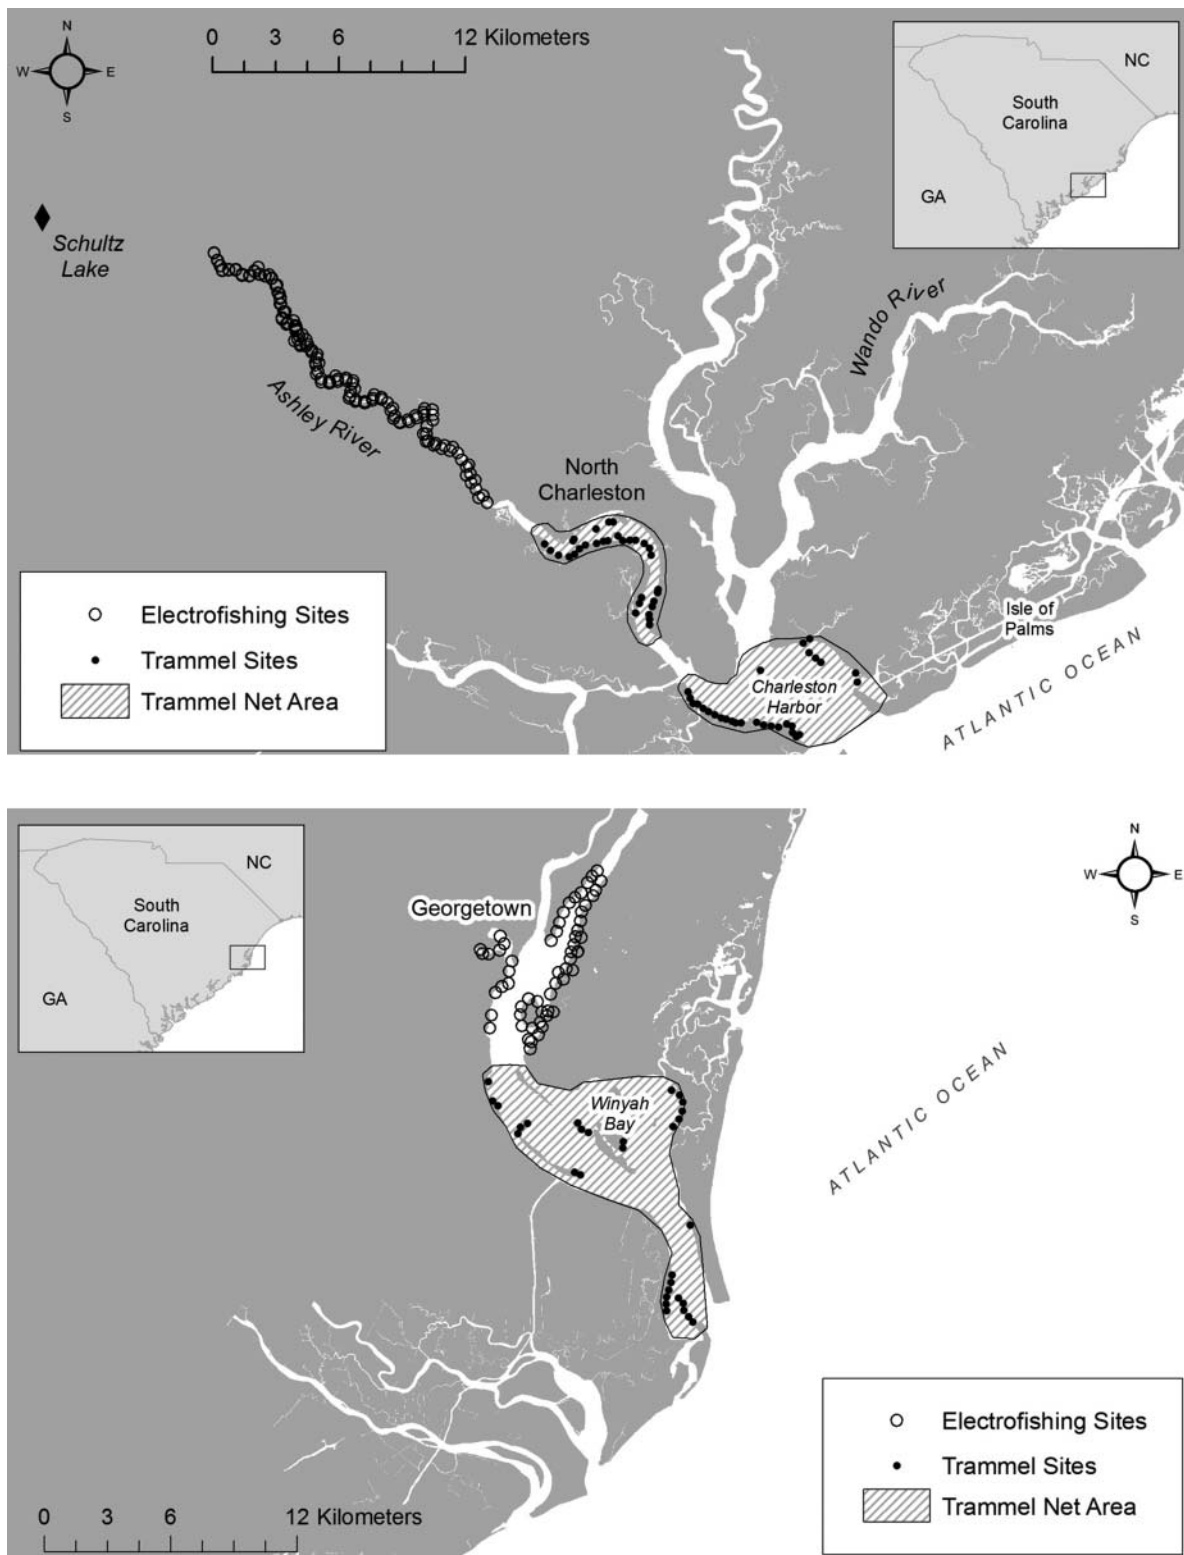 N
W E
S
0 3 6 12 Kilometers
NC
South
Carolina
GA
Schultz
Lake
Wando River
Ashley River
North
Charleston
Isle of
Palms
Charleston
Harbor
ATLANTIC OCEAN
Electrofishing Sites
Trammel Sites
Trammel Net Area
NC
South
Carolina
GA
Georgetown
N
W E
S
Winyah
Bay
ATLANTIC OCEAN
Electrofishing Sites
Trammel Sites
Trammel Net Area
0 3 6 12 Kilometers